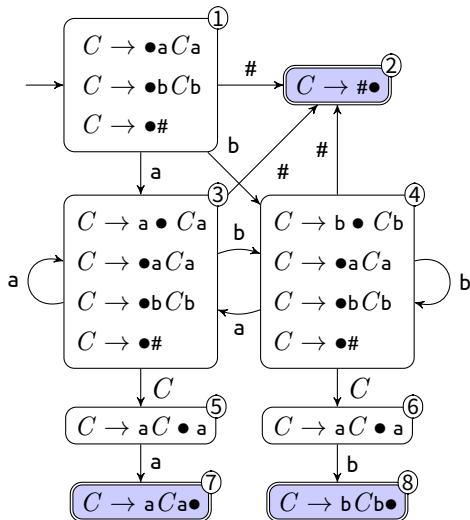 1
C → ●aCa
C → ●bCb
C → ●#
#
2
C → #●
a
b
#
#
3
C → a ● Ca
C → ●aCa
C → ●bCb
C → ●#
4
C → b ● Cb
C → ●aCa
C → ●bCb
C → ●#
a
b
a
b
C
C
5
C → aC ● a
6
C → aC ● a
a
b
7
C → aCa●
8
C → bCb●